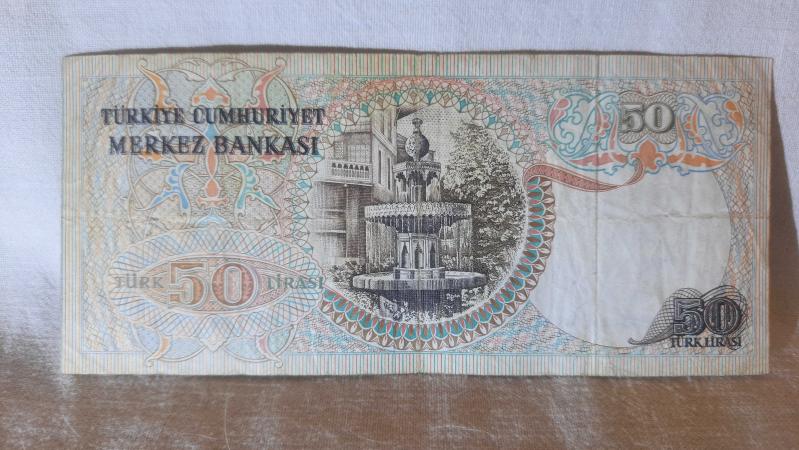 TÜRKİYE CUMHURİYET
MERKEZ BANKASI
50
TÜRK 50 LİRASI
50
TÜRK LİRASI